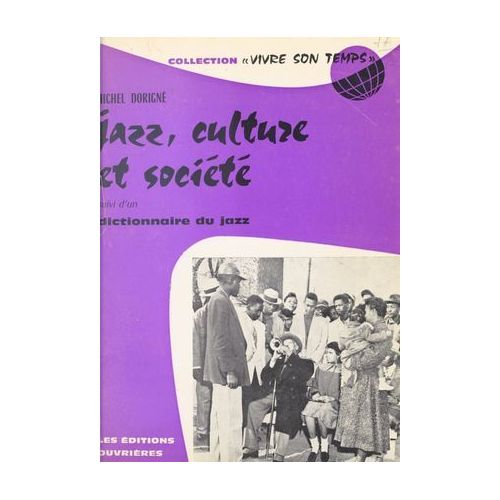 COLLECTION «VIVRE SON TEMPS»
MICHEL DORIGNÉ
jazz, culture
et société
suivi d'un
dictionnaire du jazz
LES ÉDITIONS
OUVRIÈRES